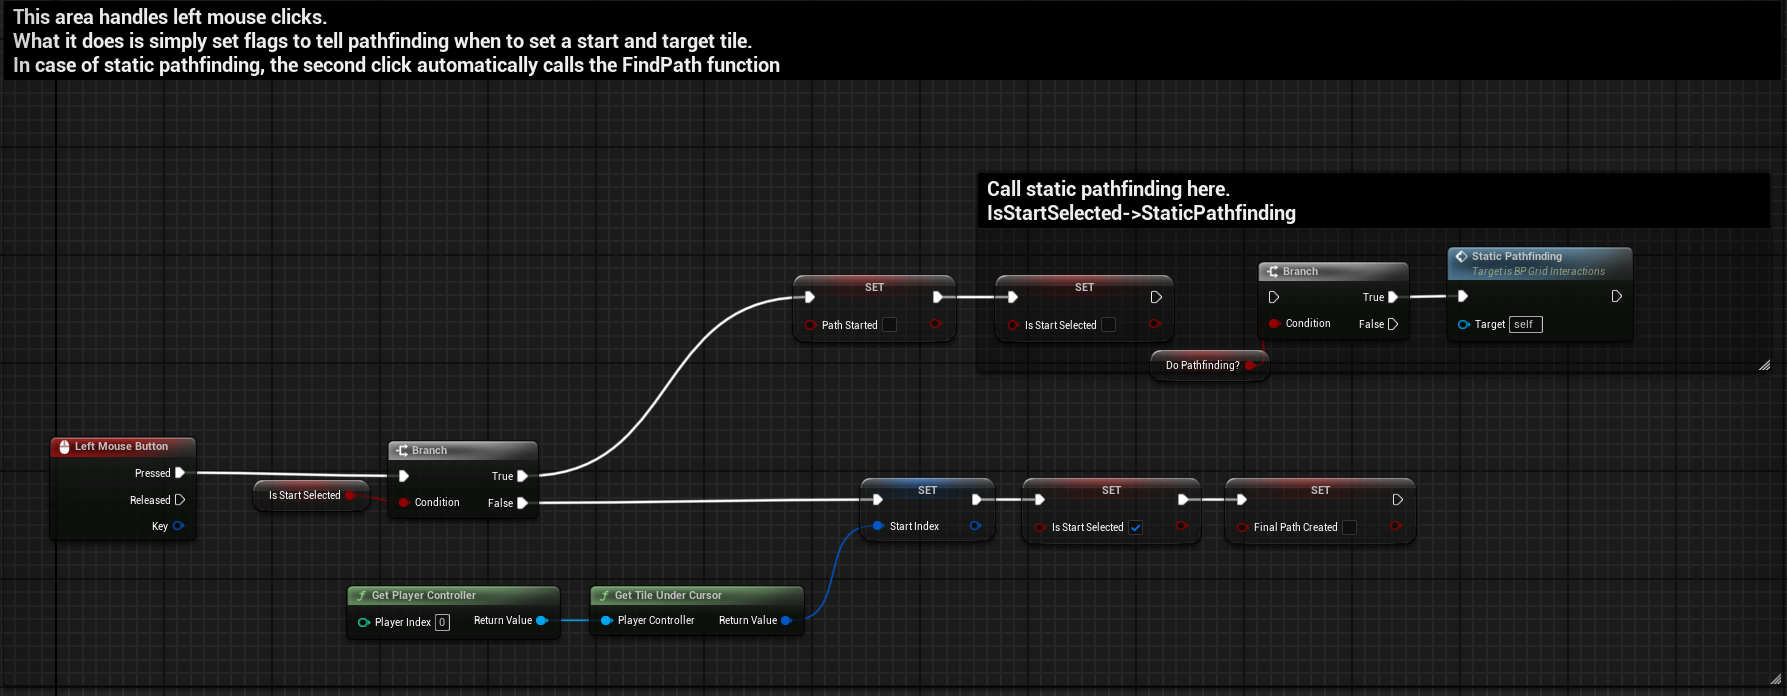 This area handles left mouse clicks.
What it does is simply set flags to tell pathfinding when to set a start and target tile.
In case of static pathfinding, the second click automatically calls the FindPath function
Call static pathfinding here.
IsStartSelected->StaticPathfinding
SET
Path Started
SET
Is Start Selected
Branch
True
Condition
False
Do Pathfinding?
Static Pathfinding
Target is BP Grid Interactions
Target self
Left Mouse Button
Pressed
Released
Key
Is Start Selected
Branch
True
Condition
False
SET
Start Index
SET
Is Start Selected
SET
Final Path Created
Get Player Controller
Player Index 0
Return Value
Get Tile Under Cursor
Player Controller
Return Value